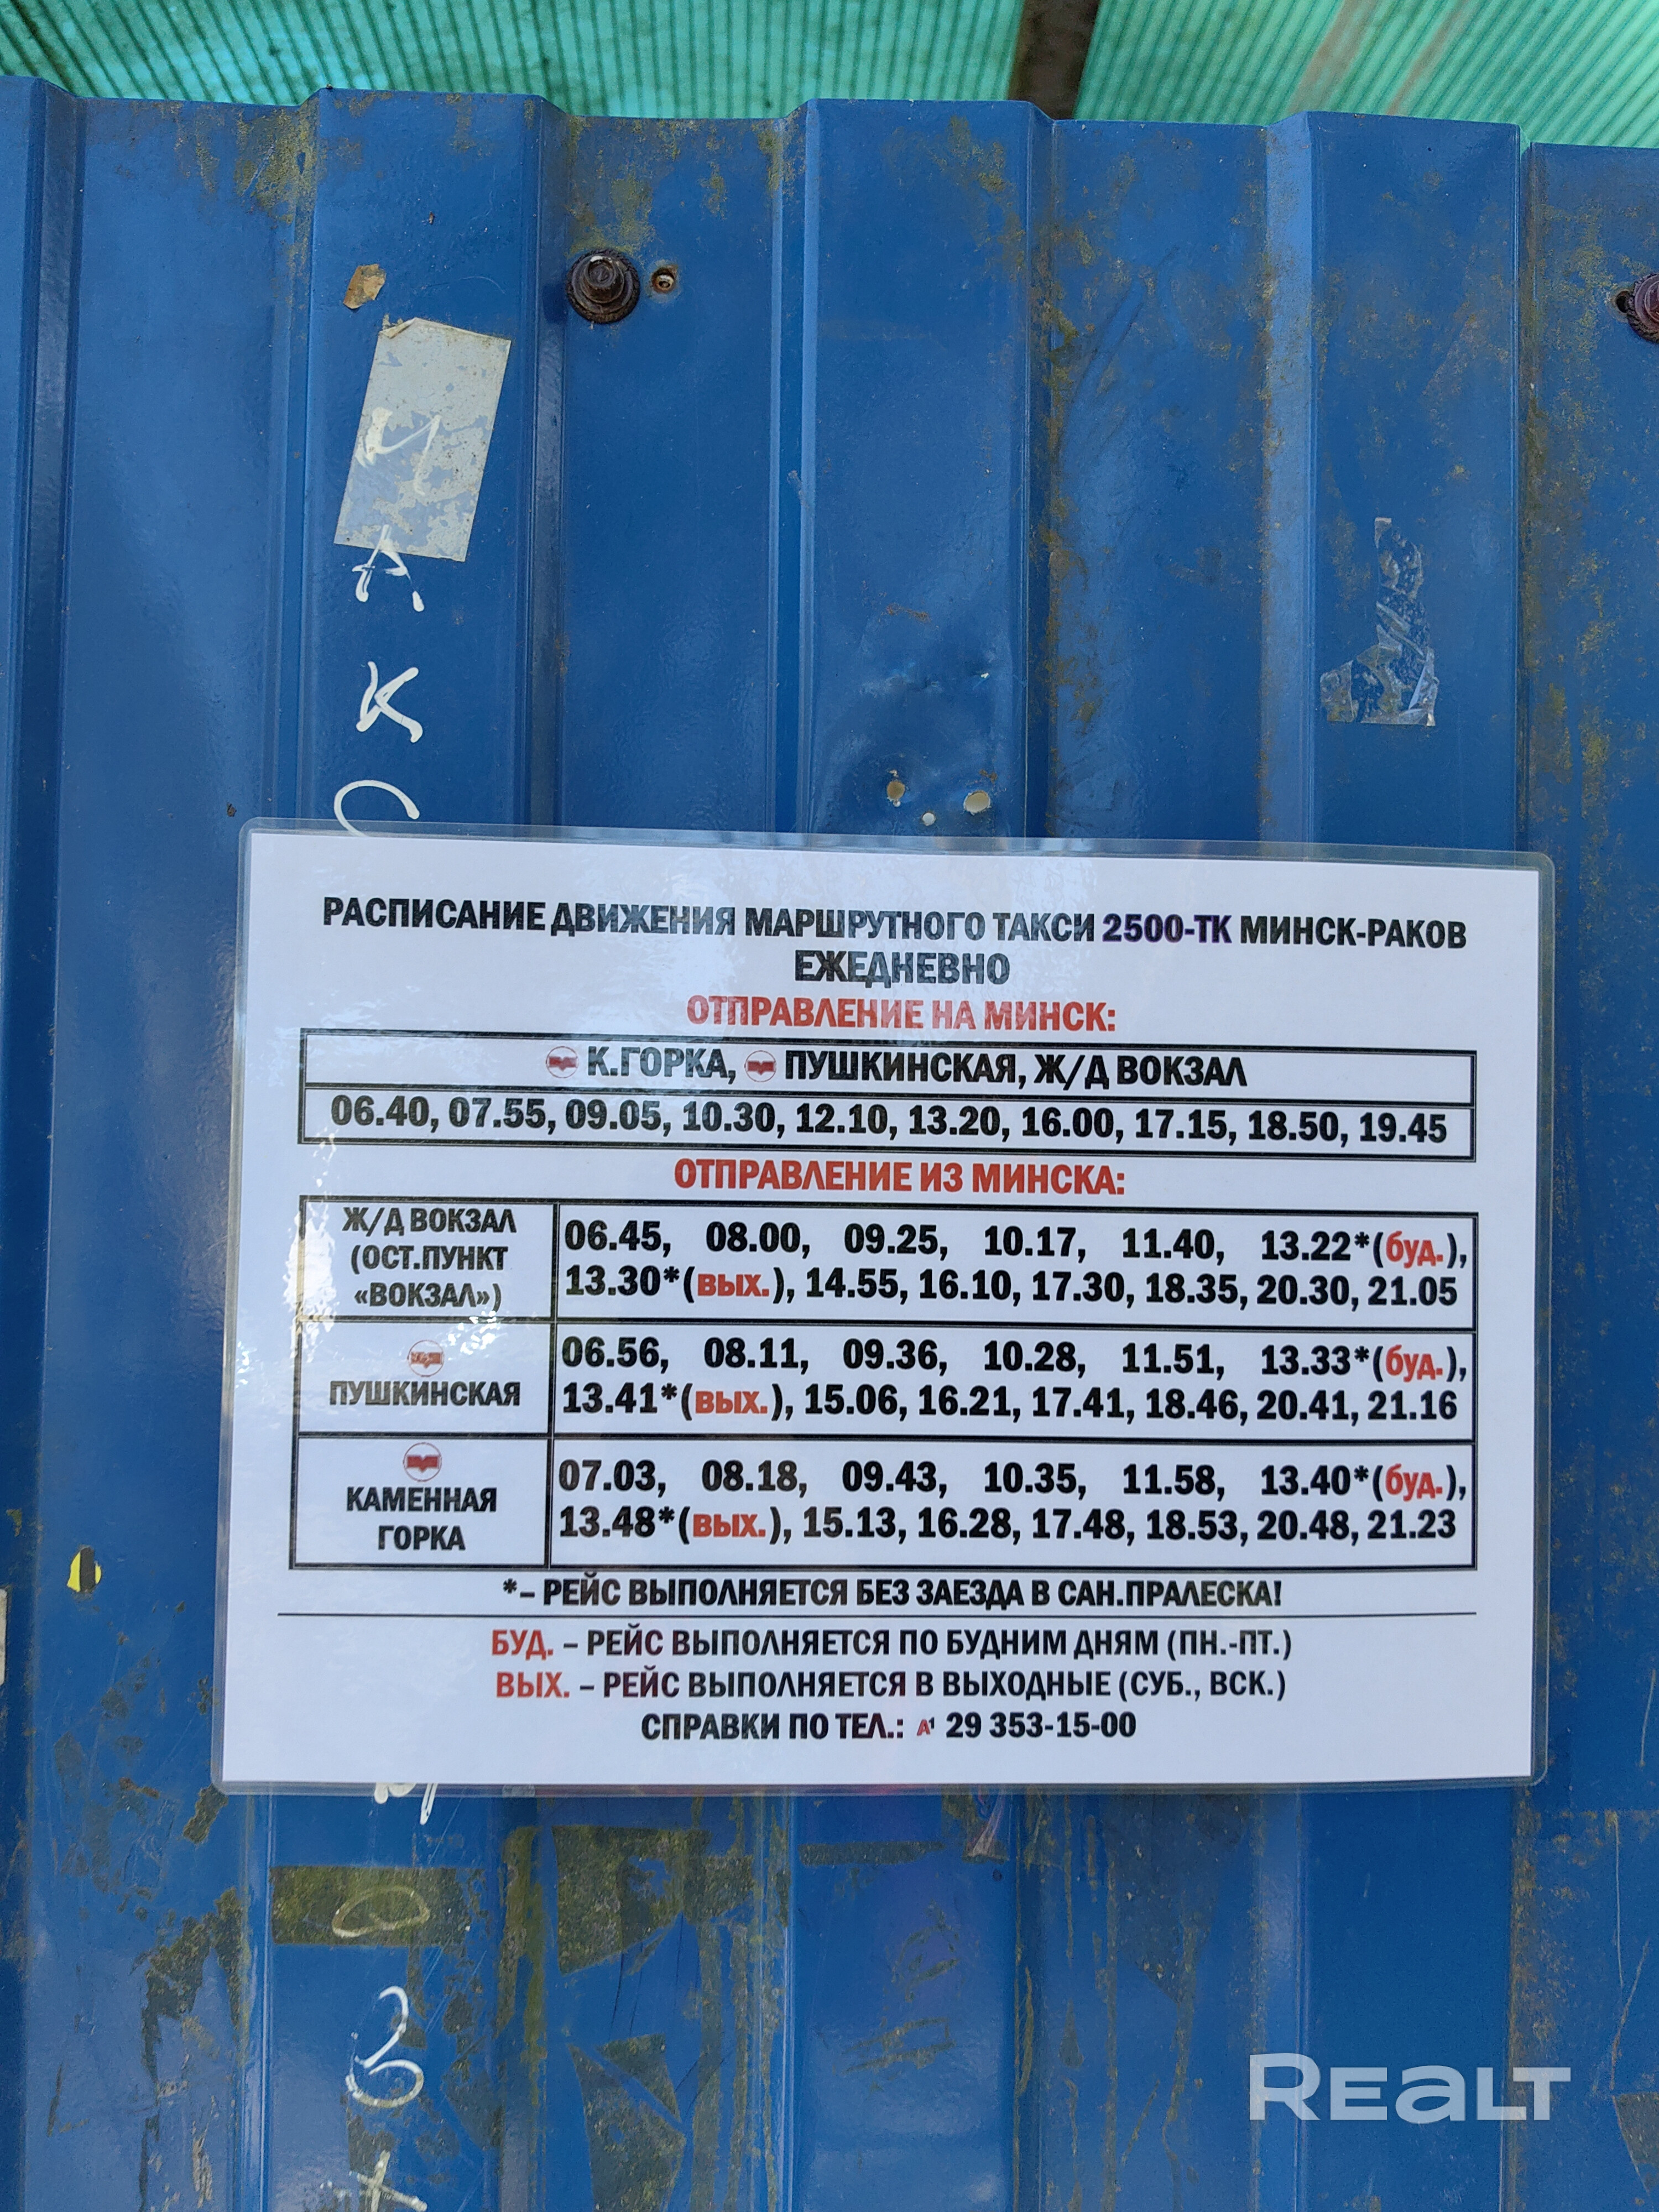 РАСПИСАНИЕ ДВИЖЕНИЯ МАРШРУТНОГО ТАКСИ 2500-ТК МИНСК-РАКОВ
ЕЖЕДНЕВНО
ОТПРАВЛЕНИЕ НА МИНСК:
К.ГОРКА, ПУШКИНСКАЯ, Ж/Д ВОКЗАЛ
06.40, 07.55, 09.05, 10.30, 12.10, 13.20, 16.00, 17.15, 18.50, 19.45
ОТПРАВЛЕНИЕ ИЗ МИНСКА:
Ж/Д ВОКЗАЛ
(ОСТ.ПУНКТ
«ВОКЗАЛ»)
06.45, 08.00, 09.25, 10.17, 11.40, 13.22*(буд.),
13.30*(вых.), 14.55, 16.10, 17.30, 18.35, 20.30, 21.05
ПУШКИНСКАЯ
06.56, 08.11, 09.36, 10.28, 11.51, 13.33*(буд.),
13.41*(вых.), 15.06, 16.21, 17.41, 18.46, 20.41, 21.16
КАМЕННАЯ
ГОРКА
07.03, 08.18, 09.43, 10.35, 11.58, 13.40*(буд.),
13.48*(вых.), 15.13, 16.28, 17.48, 18.53, 20.48, 21.23
*– РЕЙС ВЫПОЛНЯЕТСЯ БЕЗ ЗАЕЗДА В САН.ПРАЛЕСКА!
БУД. – РЕЙС ВЫПОЛНЯЕТСЯ ПО БУДНИМ ДНЯМ (ПН.-ПТ.)
ВЫХ. – РЕЙС ВЫПОЛНЯЕТСЯ В ВЫХОДНЫЕ (СУБ., ВСК.)
СПРАВКИ ПО ТЕЛ.: A1 29 353-15-00
REALT